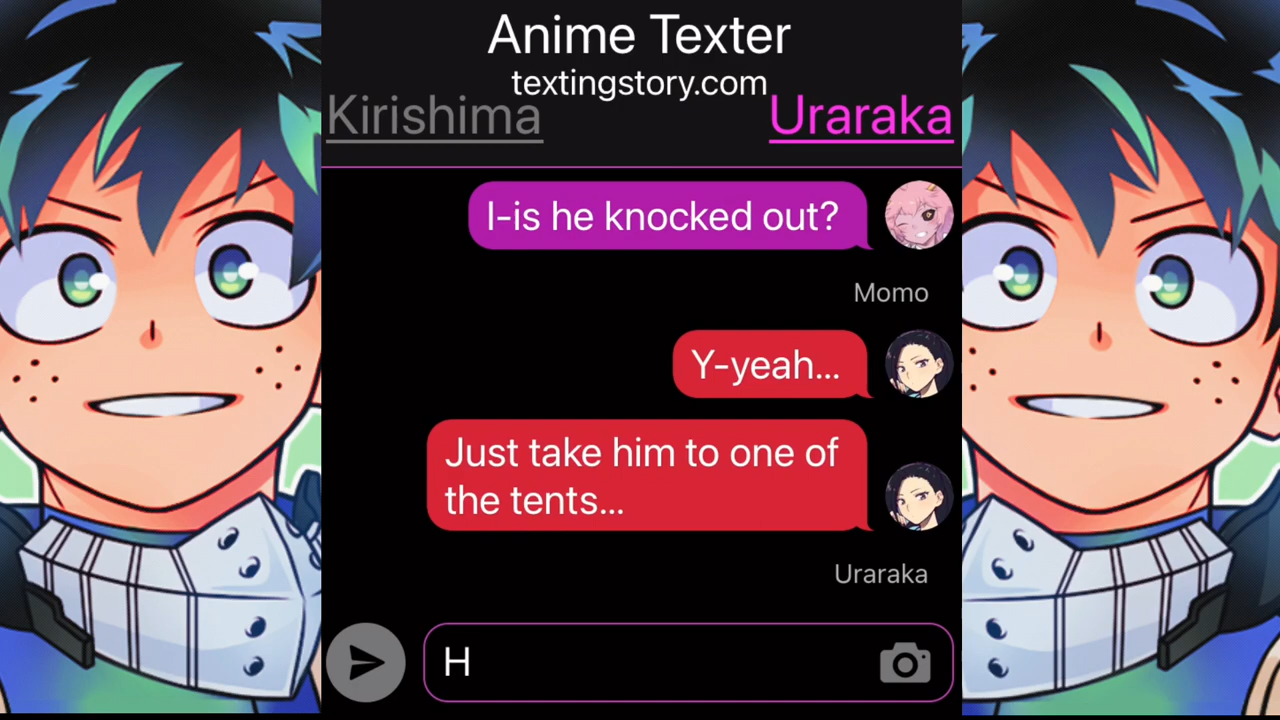 Anime Texter
textingstory.com
Kirishima
Uraraka
I-is he knocked out?
Momo
Y-yeah...
Just take him to one of
the tents...
Uraraka
H